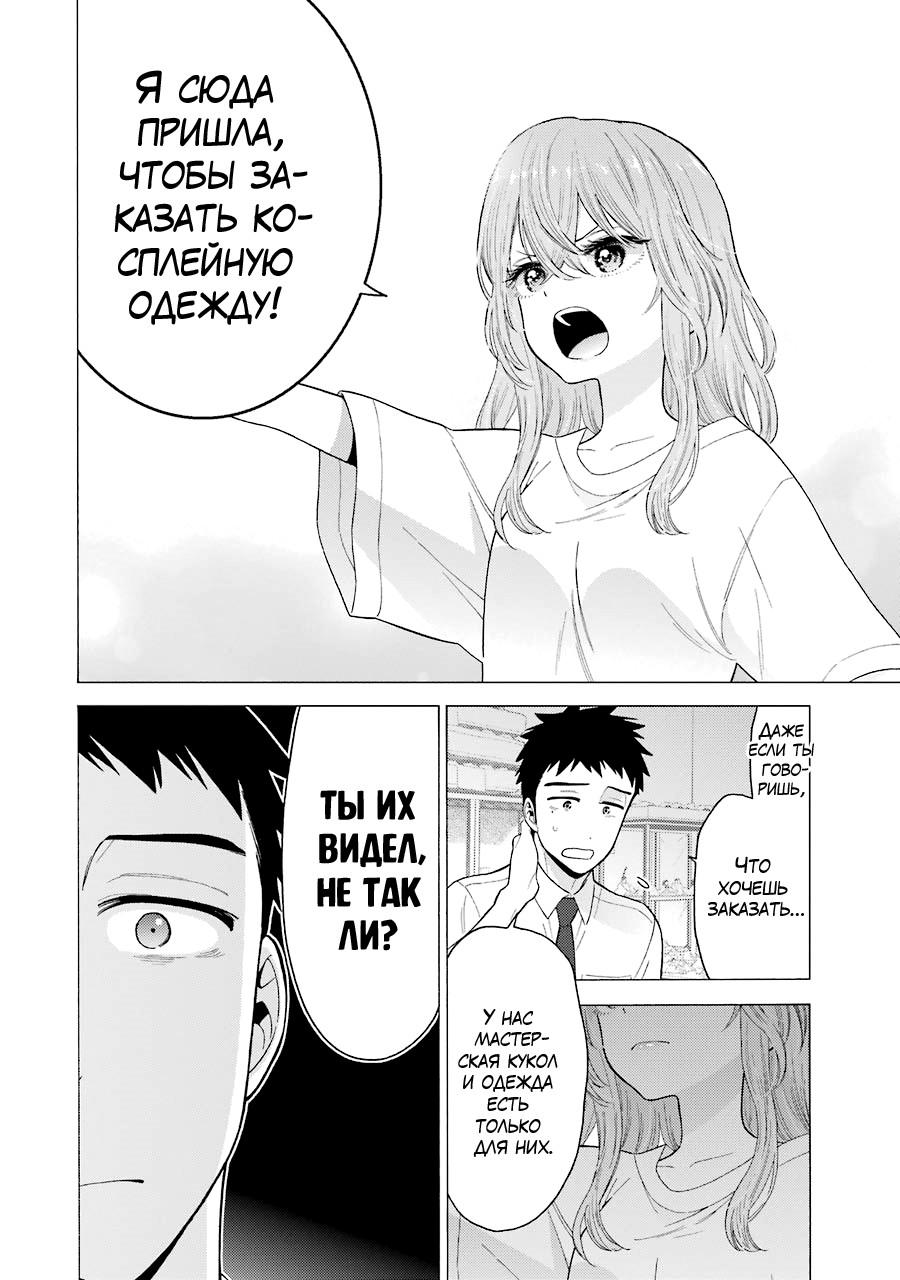 Я СЮДА
ПРИШЛА,
ЧТОБЫ ЗА-
КАЗАТЬ КО-
СПЛЕЙНУЮ
ОДЕЖДУ!
ДАЖЕ
ЕСЛИ ТЫ
ГОВО-
РИШЬ,
ЧТО
ХОЧЕШЬ
ЗАКАЗАТЬ...
У НАС
МАСТЕР-
СКАЯ КУКОЛ
И ОДЕЖДА
ЕСТЬ
ТОЛЬКО
ДЛЯ НИХ.
ТЫ ИХ
ВИДЕЛ,
НЕ ТАК
ЛИ?